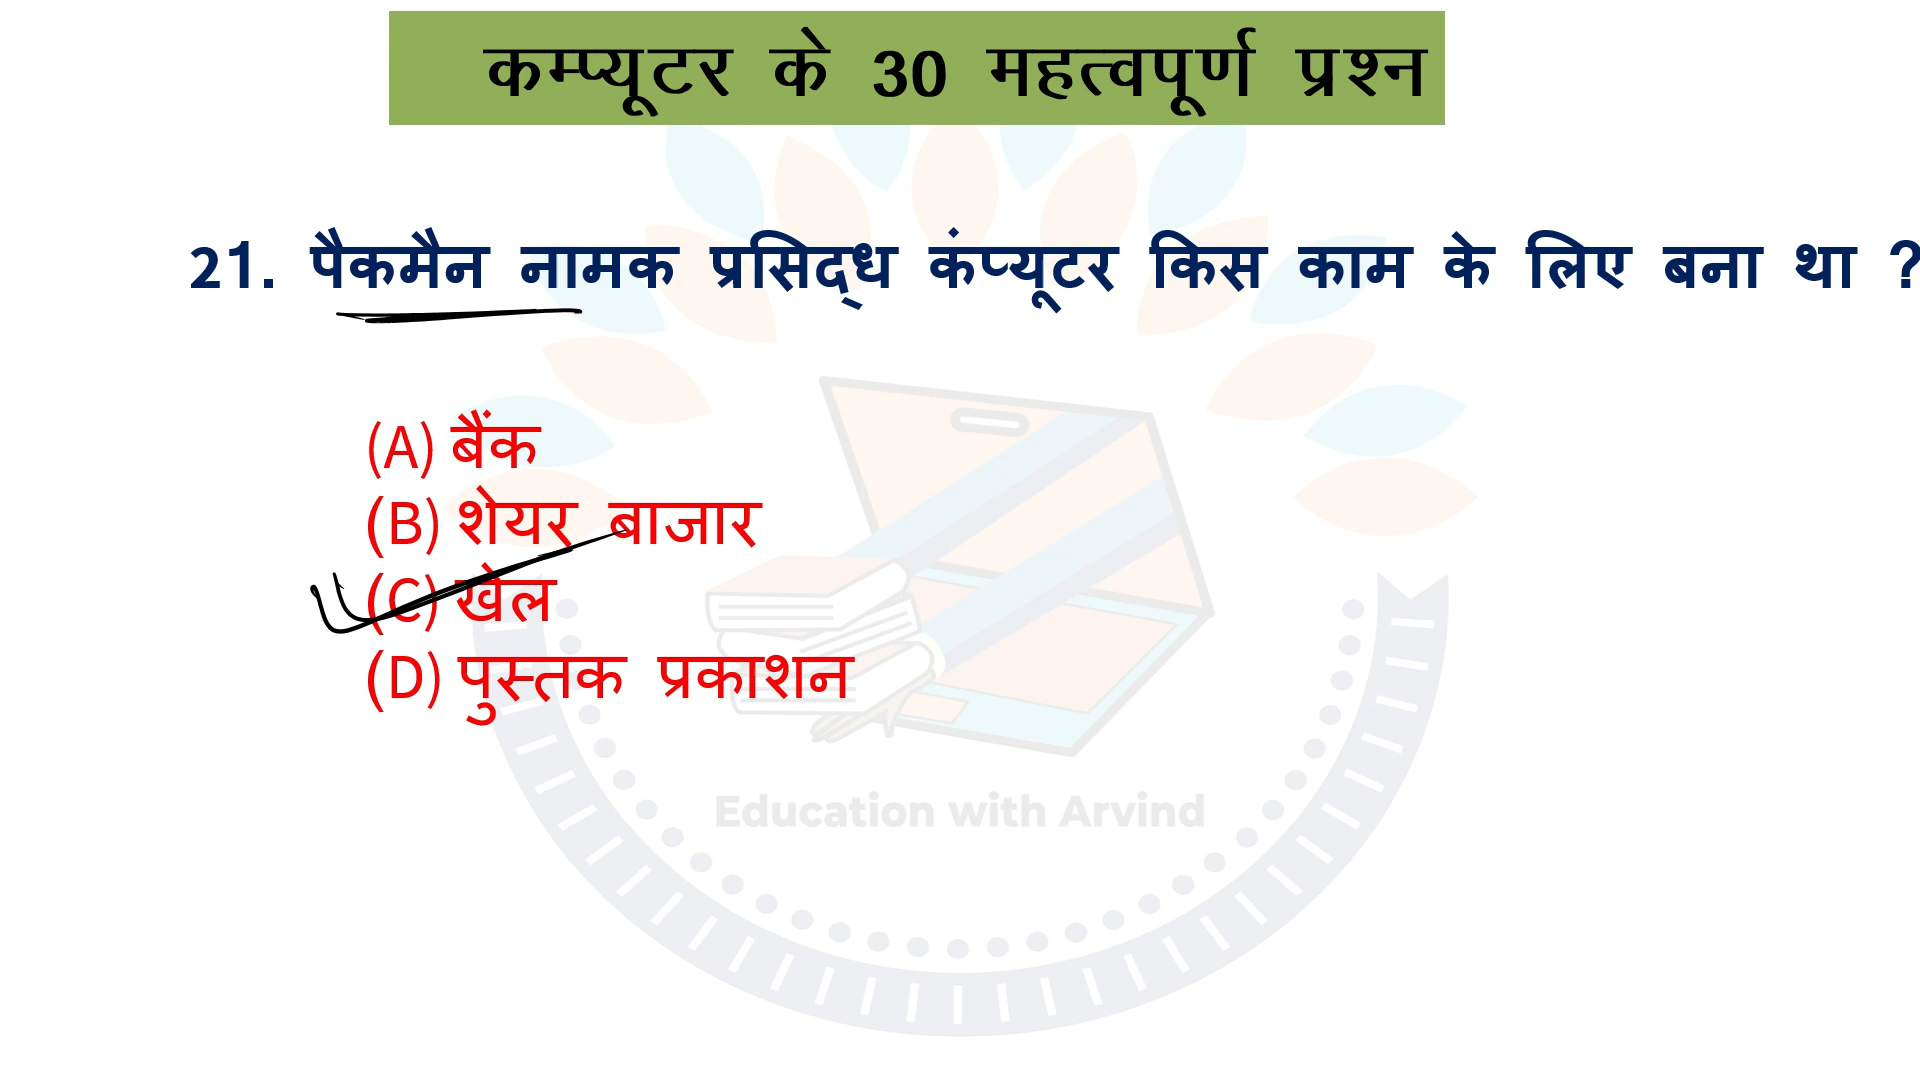 कम्प्यूटर के 30 महत्वपूर्ण प्रश्न
21. पैकमैन नामक प्रसिद्ध कंप्यूटर किस काम के लिए बना था ?
(A) बैंक
(B) शेयर बाजार
(C) खेल
(D) पुस्तक प्रकाशन
Education with Arvind